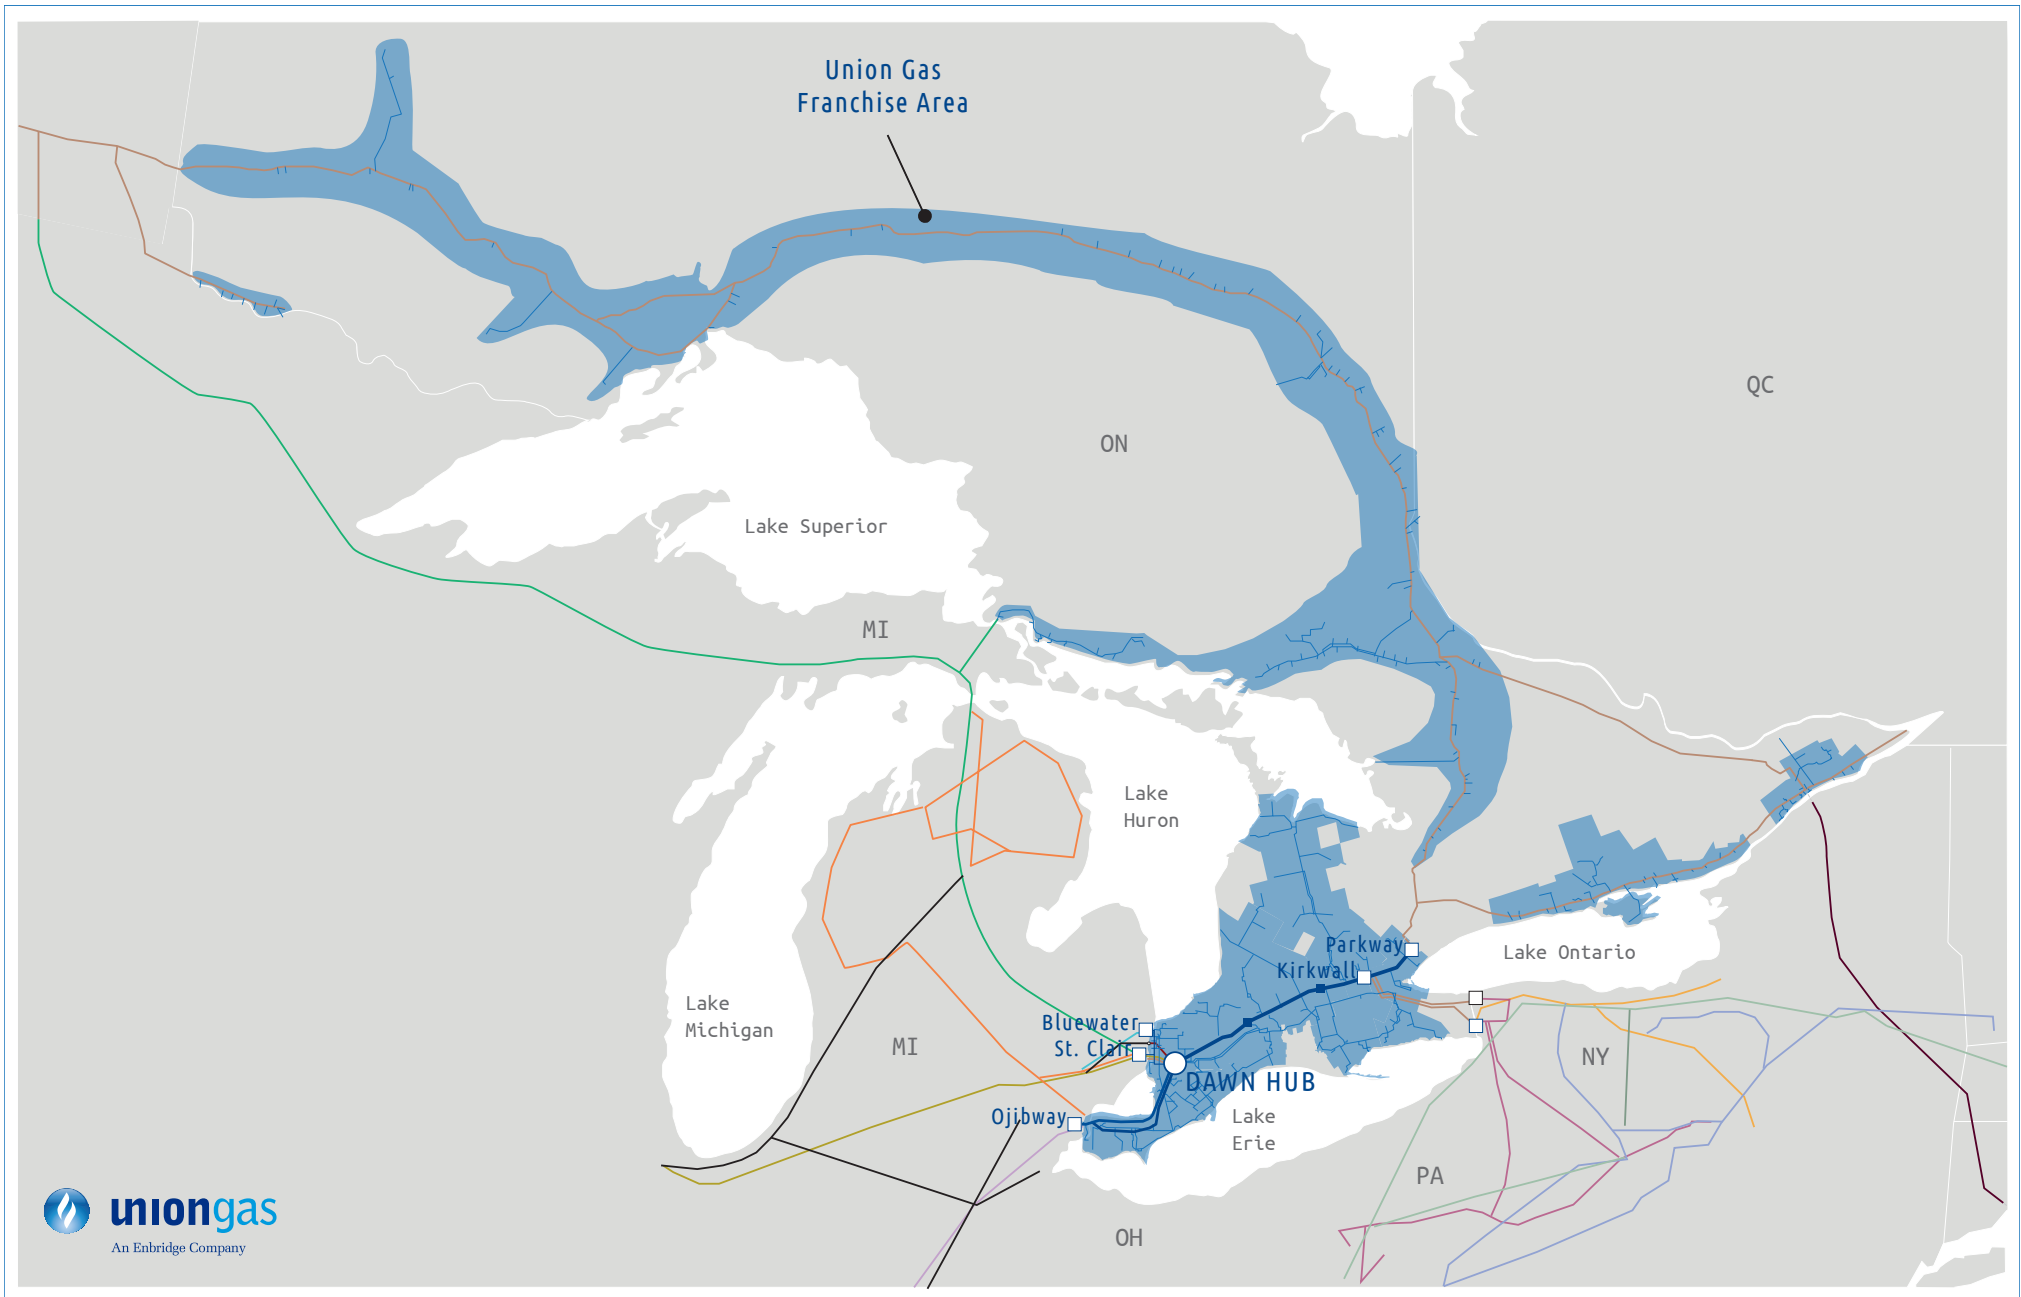 Union Gas
Franchise Area
QC
ON
Lake Superior
MI
Lake
Huron
Parkway
Kirkwall
Lake Ontario
Lake
Michigan
Bluewater
St. Clair
MI
NY
DAWN HUB
Ojibway
Lake
Erie
PA
OH
uniongas
An Enbridge Company